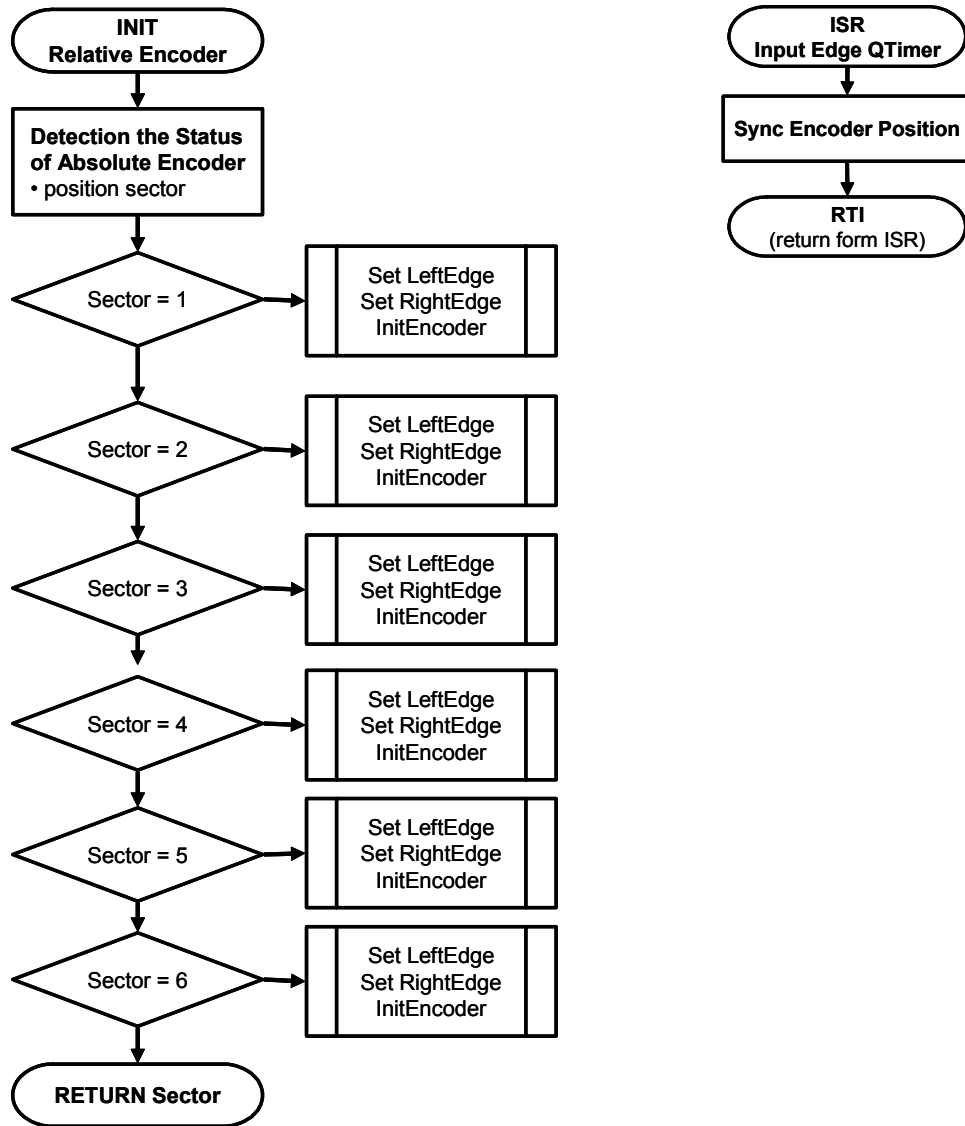 INIT
Relative Encoder
Detection the Status
of Absolute Encoder
• position sector
Sector = 1
Set LeftEdge
Set RightEdge
InitEncoder
Sector = 2
Set LeftEdge
Set RightEdge
InitEncoder
Sector = 3
Set LeftEdge
Set RightEdge
InitEncoder
Sector = 4
Set LeftEdge
Set RightEdge
InitEncoder
Sector = 5
Set LeftEdge
Set RightEdge
InitEncoder
Sector = 6
Set LeftEdge
Set RightEdge
InitEncoder
RETURN Sector
ISR
Input Edge QTimer
Sync Encoder Position
RTI
(return form ISR)